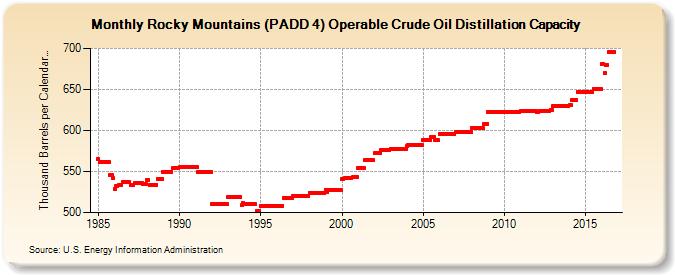 Monthly Rocky Mountains (PADD 4) Operable Crude Oil Distillation Capacity
Thousand Barrels per Calendar...
700
650
600
550
500
1985 1990 1995 2000 2005 2010 2015
Source: U.S. Energy Information Administration